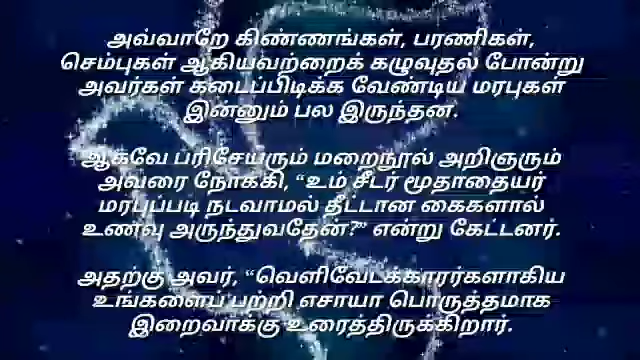 அவ்வாறே கிண்ணங்கள், பரணிகள்,
செம்புகள் ஆகியவற்றைக் கழுவுதல் போன்று
அவர்கள் கடைப்பிடிக்க வேண்டிய மரபுகள்
இன்னும் பல இருந்தன.
ஆகவே பரிசேயரும் மறைநூல் அறிஞரும்
அவரை நோக்கி, “உம் சீடர் மூதாதையர்
மரபுப்படி நடவாமல் தீட்டான கைகளால்
உணவு அருந்துவதேன்?” என்று கேட்டனர்.
அதற்கு அவர், “வெளிவேடக்காரர்களாகிய
உங்களைப் பற்றி எசாயா பொருத்தமாக
இறைவாக்கு உரைத்திருக்கிறார்.